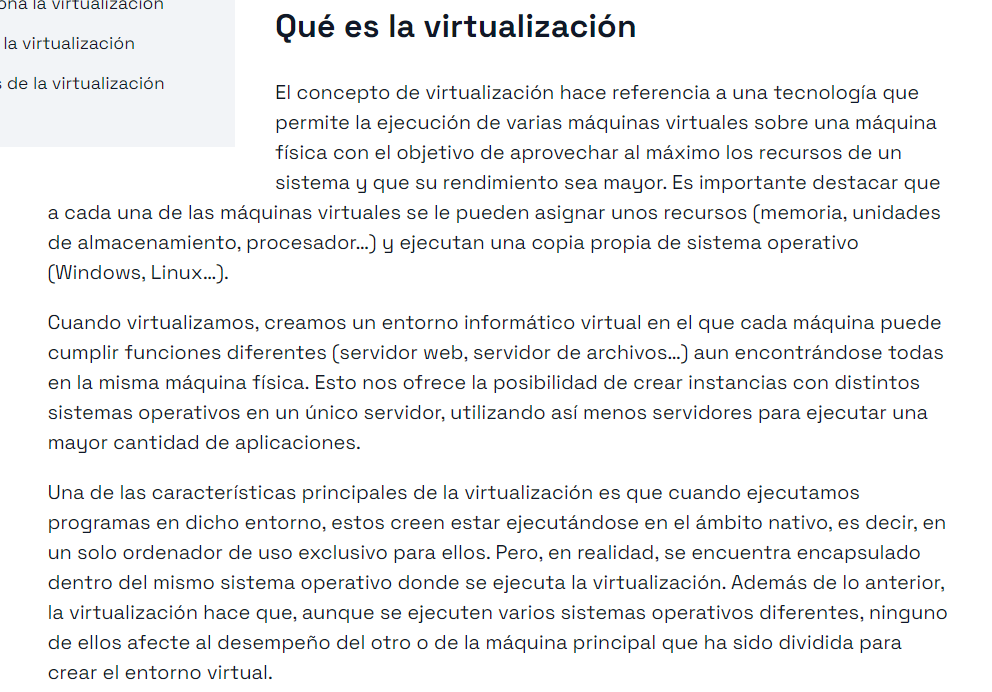 la virtualización
la virtualización
de la virtualización
Qué es la virtualización
El concepto de virtualización hace referencia a una tecnología que
permite la ejecución de varias máquinas virtuales sobre una máquina
física con el objetivo de aprovechar al máximo los recursos de un
sistema y que su rendimiento sea mayor. Es importante destacar que
a cada una de las máquinas virtuales se le pueden asignar unos recursos (memoria, unidades
de almacenamiento, procesador...) y ejecutan una copia propia de sistema operativo
(Windows, Linux...).
Cuando virtualizamos, creamos un entorno informático virtual en el que cada máquina puede
cumplir funciones diferentes (servidor web, servidor de archivos...) aun encontrándose todas
en la misma máquina física. Esto nos ofrece la posibilidad de crear instancias con distintos
sistemas operativos en un único servidor, utilizando así menos servidores para ejecutar una
mayor cantidad de aplicaciones.
Una de las características principales de la virtualización es que cuando ejecutamos
programas en dicho entorno, estos creen estar ejecutándose en el ámbito nativo, es decir, en
un solo ordenador de uso exclusivo para ellos. Pero, en realidad, se encuentra encapsulado
dentro del mismo sistema operativo donde se ejecuta la virtualización. Además de lo anterior,
la virtualización hace que, aunque se ejecuten varios sistemas operativos diferentes, ninguno
de ellos afecte al desempeño del otro o de la máquina principal que ha sido dividida para
crear el entorno virtual.